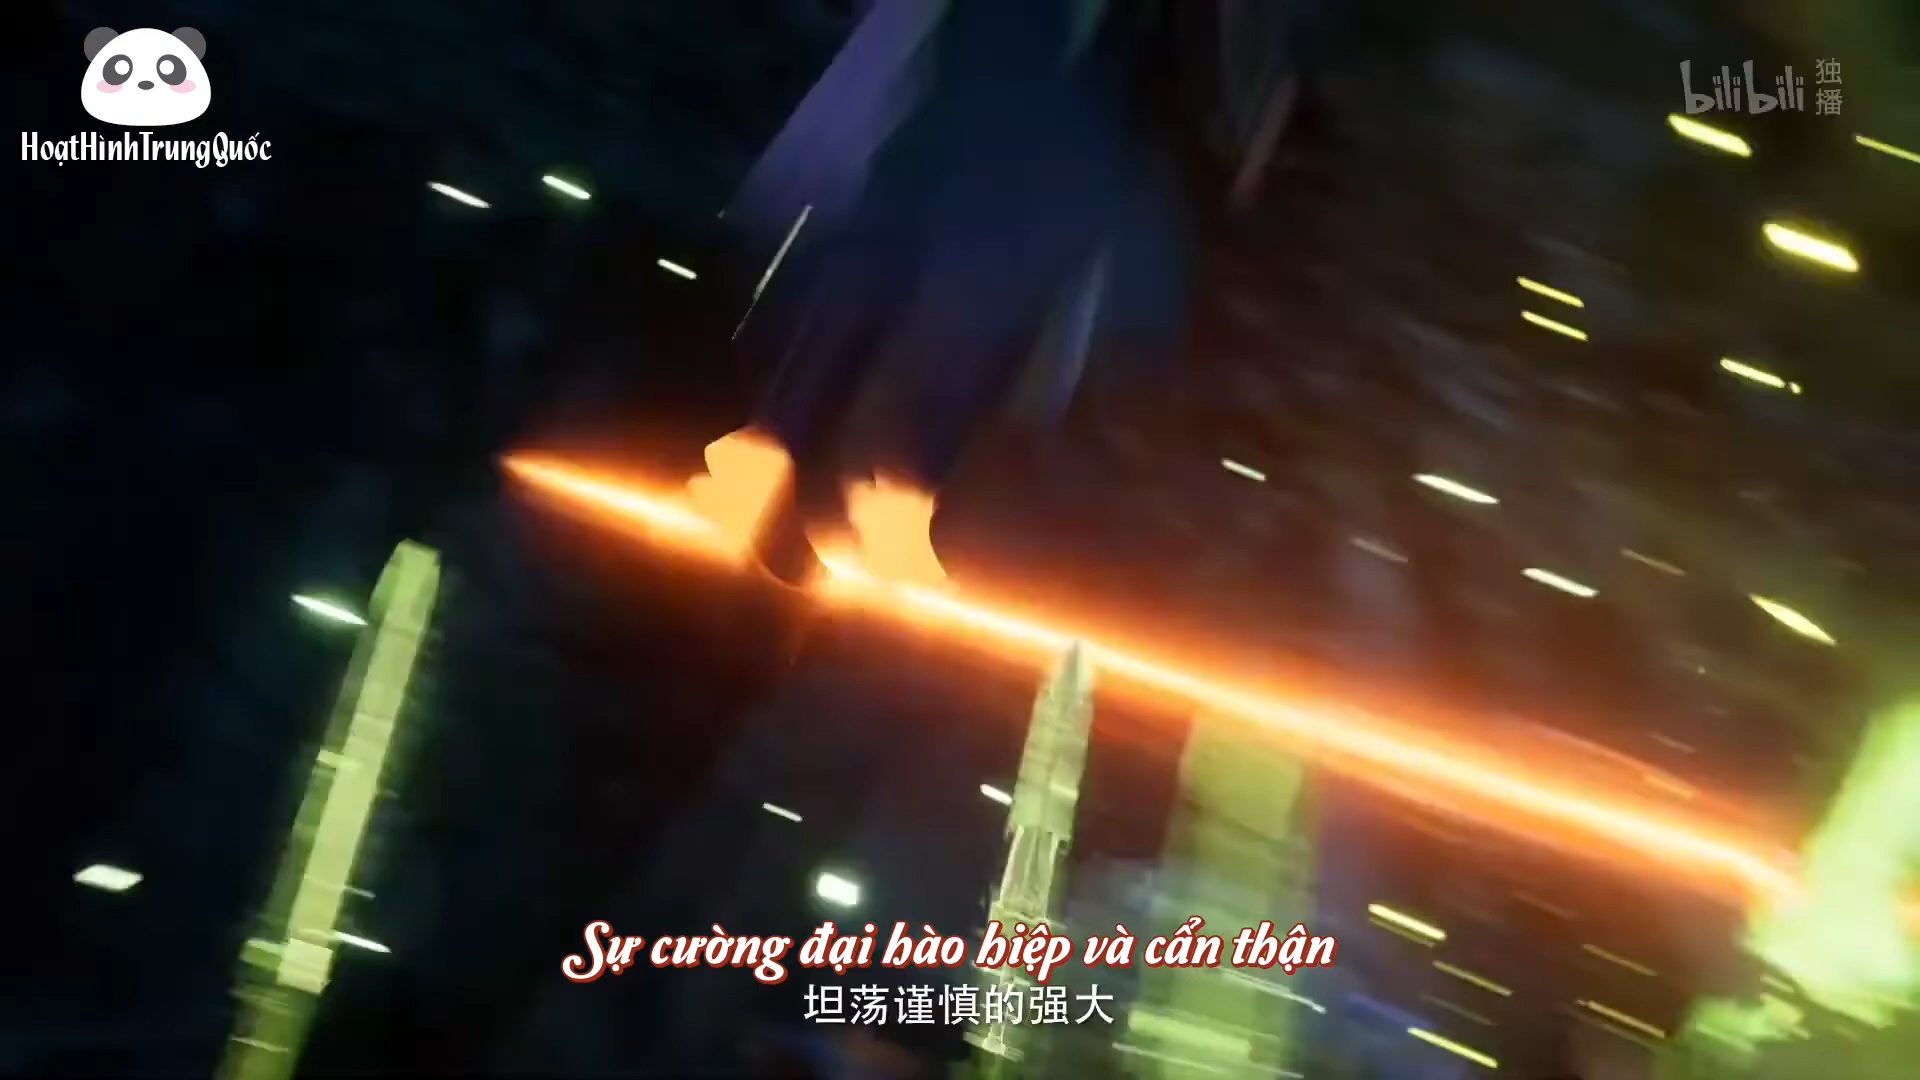 HoạtHìnhTrungQuốc
bilibili 独播
Sự cường đại hào hiệp và cẩn thận
坦荡谨慎的强大